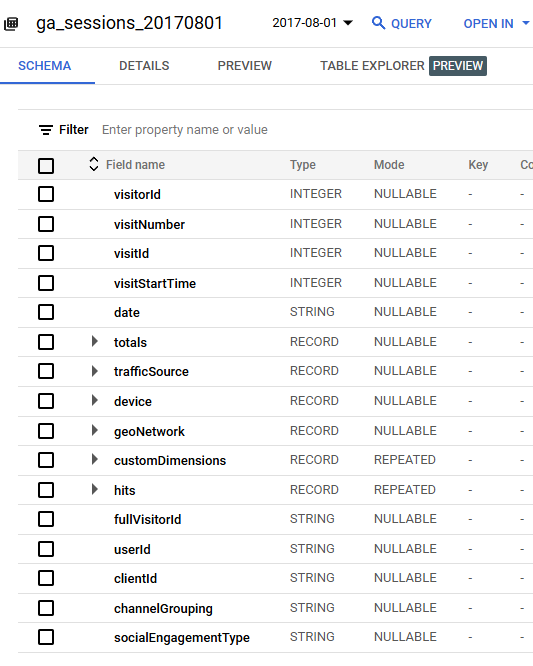 ga_sessions_20170801 2017-08-01 QUERY OPEN IN
SCHEMA DETAILS PREVIEW TABLE EXPLORER PREVIEW
Filter Enter property name or value
Field name Type Mode Key Co
visitorId INTEGER NULLABLE - -
visitNumber INTEGER NULLABLE - -
visitId INTEGER NULLABLE - -
visitStartTime INTEGER NULLABLE - -
date STRING NULLABLE - -
totals RECORD NULLABLE - -
trafficSource RECORD NULLABLE - -
device RECORD NULLABLE - -
geoNetwork RECORD NULLABLE - -
customDimensions RECORD REPEATED - -
hits RECORD REPEATED - -
fullVisitorId STRING NULLABLE - -
userId STRING NULLABLE - -
clientId STRING NULLABLE - -
channelGrouping STRING NULLABLE - -
socialEngagementType STRING NULLABLE - -